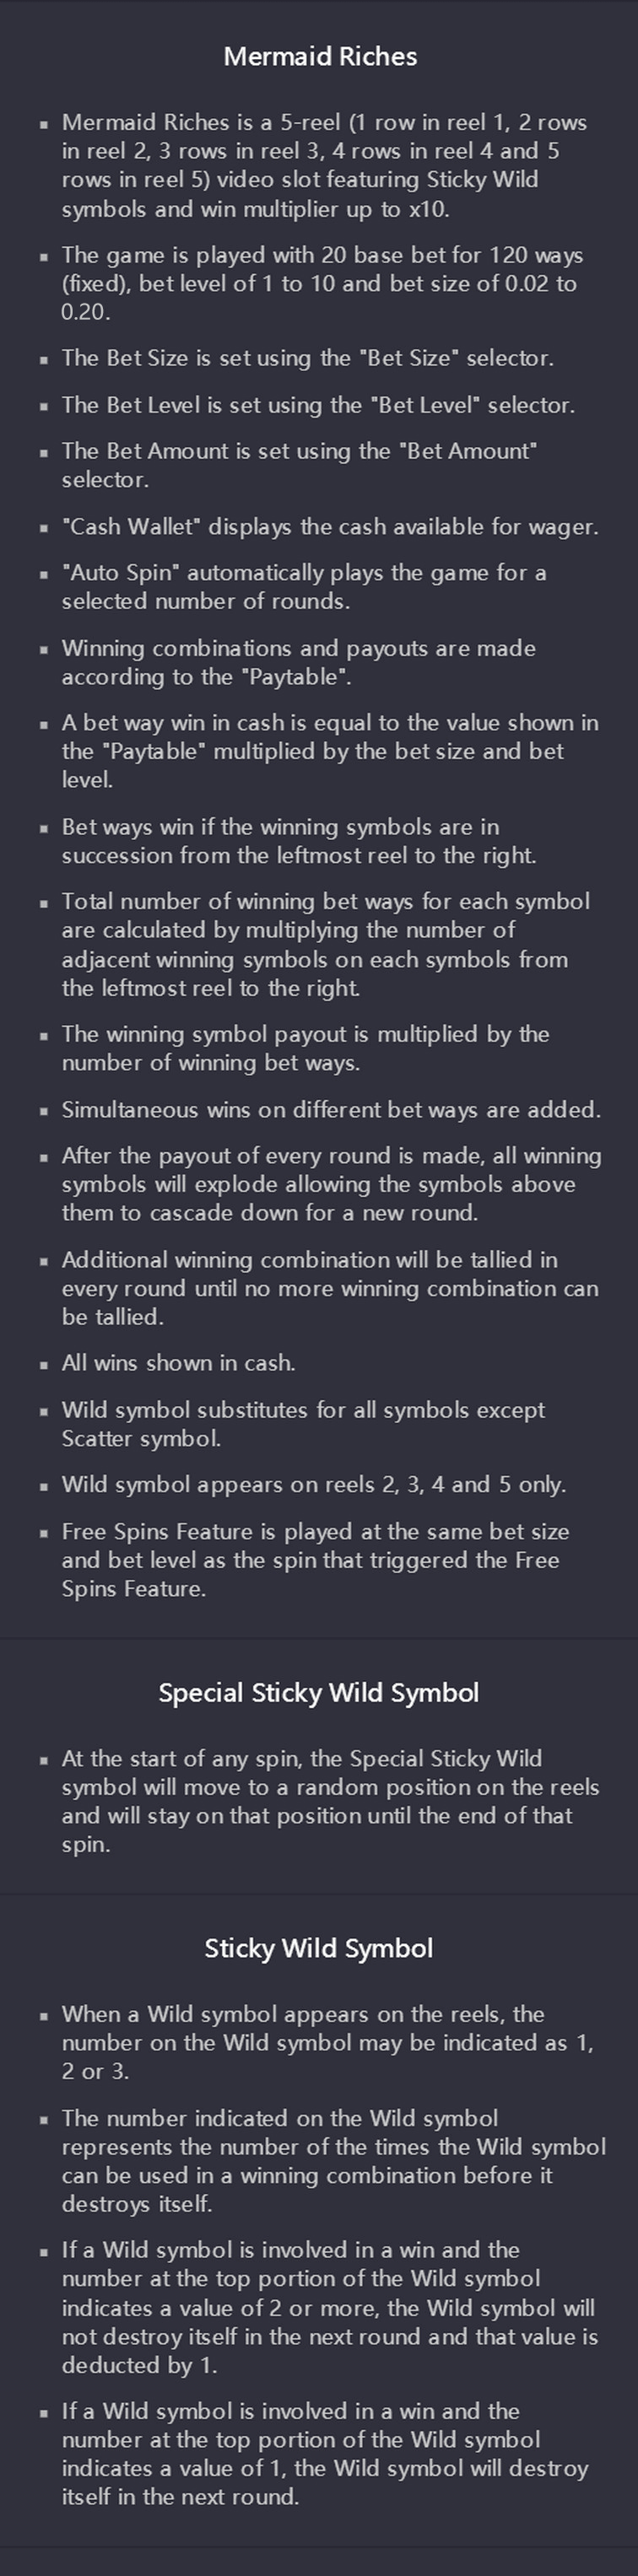 Mermaid Riches
▪ Mermaid Riches is a 5-reel (1 row in reel 1, 2 rows
in reel 2, 3 rows in reel 3, 4 rows in reel 4 and 5
rows in reel 5) video slot featuring Sticky Wild
symbols and win multiplier up to x10.
▪ The game is played with 20 base bet for 120 ways
(fixed), bet level of 1 to 10 and bet size of 0.02 to
0.20.
▪ The Bet Size is set using the "Bet Size" selector.
▪ The Bet Level is set using the "Bet Level" selector.
▪ The Bet Amount is set using the "Bet Amount"
selector.
▪ "Cash Wallet" displays the cash available for wager.
▪ "Auto Spin" automatically plays the game for a
selected number of rounds.
▪ Winning combinations and payouts are made
according to the "Paytable".
▪ A bet way win in cash is equal to the value shown in
the "Paytable" multiplied by the bet size and bet
level.
▪ Bet ways win if the winning symbols are in
succession from the leftmost reel to the right.
▪ Total number of winning bet ways for each symbol
are calculated by multiplying the number of
adjacent winning symbols on each symbols from
the leftmost reel to the right.
▪ The winning symbol payout is multiplied by the
number of winning bet ways.
▪ Simultaneous wins on different bet ways are added.
▪ After the payout of every round is made, all winning
symbols will explode allowing the symbols above
them to cascade down for a new round.
▪ Additional winning combination will be tallied in
every round until no more winning combination can
be tallied.
▪ All wins shown in cash.
▪ Wild symbol substitutes for all symbols except
Scatter symbol.
▪ Wild symbol appears on reels 2, 3, 4 and 5 only.
▪ Free Spins Feature is played at the same bet size
and bet level as the spin that triggered the Free
Spins Feature.
Special Sticky Wild Symbol
▪ At the start of any spin, the Special Sticky Wild
symbol will move to a random position on the reels
and will stay on that position until the end of that
spin.
Sticky Wild Symbol
▪ When a Wild symbol appears on the reels, the
number on the Wild symbol may be indicated as 1,
2 or 3.
▪ The number indicated on the Wild symbol
represents the number of the times the Wild symbol
can be used in a winning combination before it
destroys itself.
▪ If a Wild symbol is involved in a win and the
number at the top portion of the Wild symbol
indicates a value of 2 or more, the Wild symbol will
not destroy itself in the next round and that value is
deducted by 1.
▪ If a Wild symbol is involved in a win and the
number at the top portion of the Wild symbol
indicates a value of 1, the Wild symbol will destroy
itself in the next round.